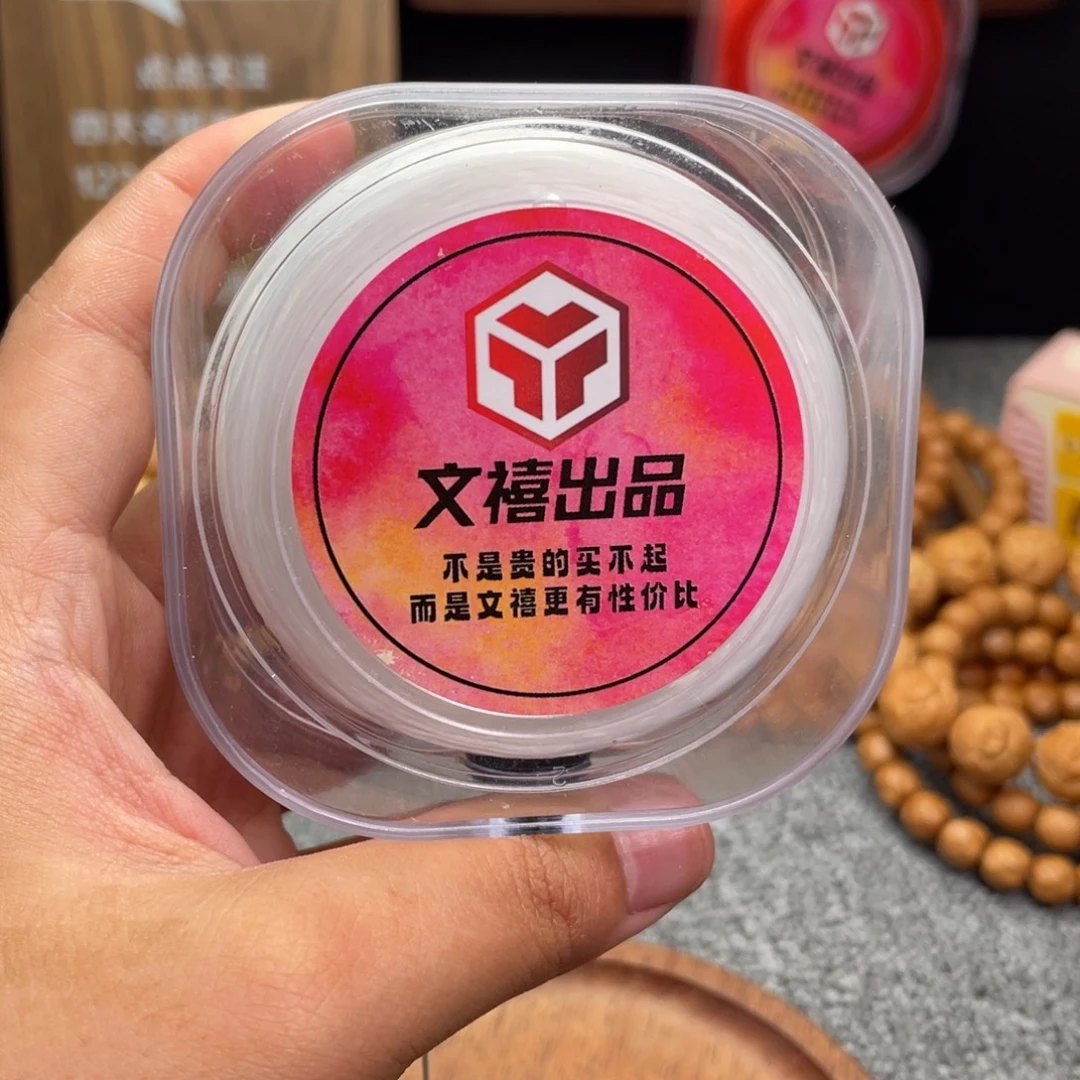 文禧出品
不是贵的买不起
而是文禧更有性价比